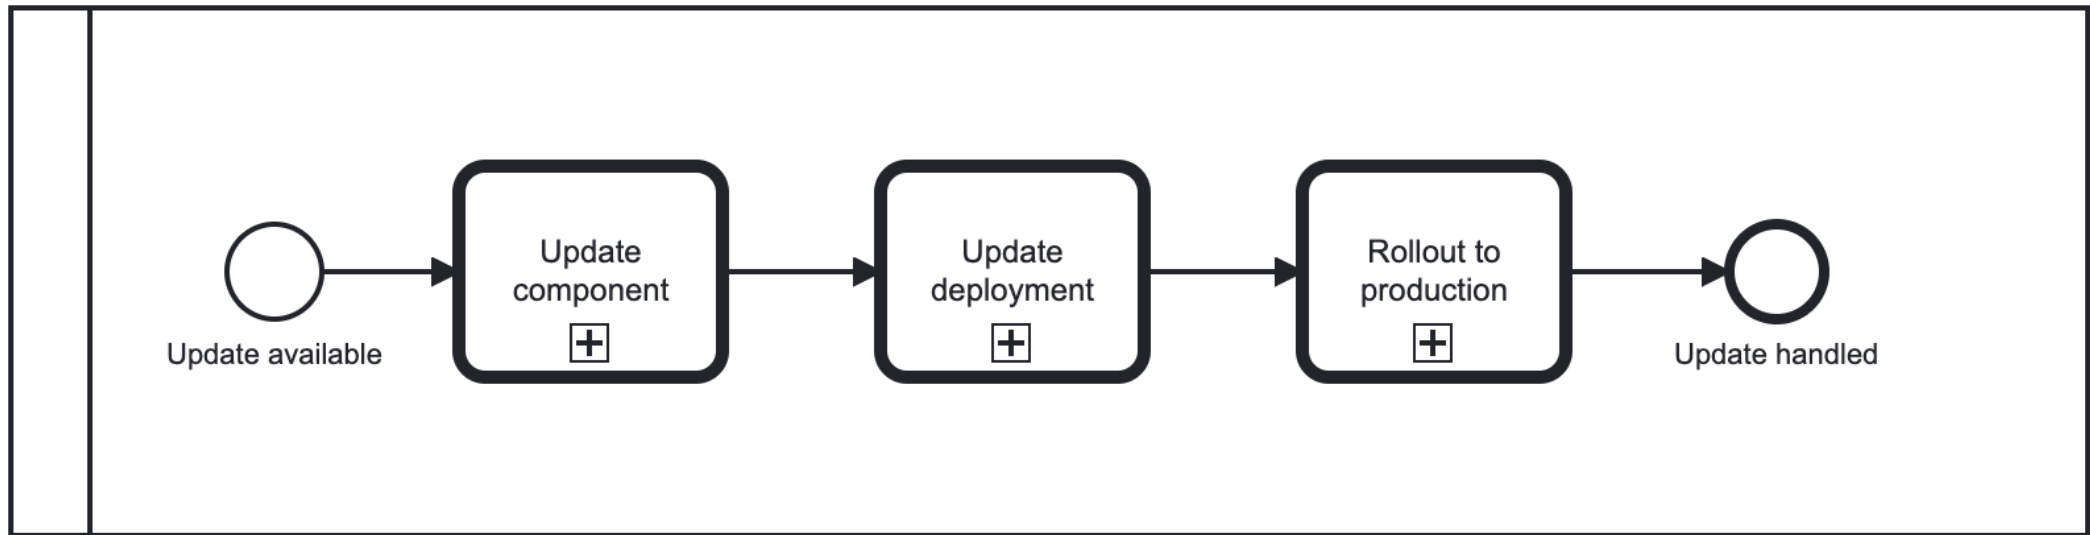 Update
component
Update
deployment
Rollout to
production
Update available
Update handled